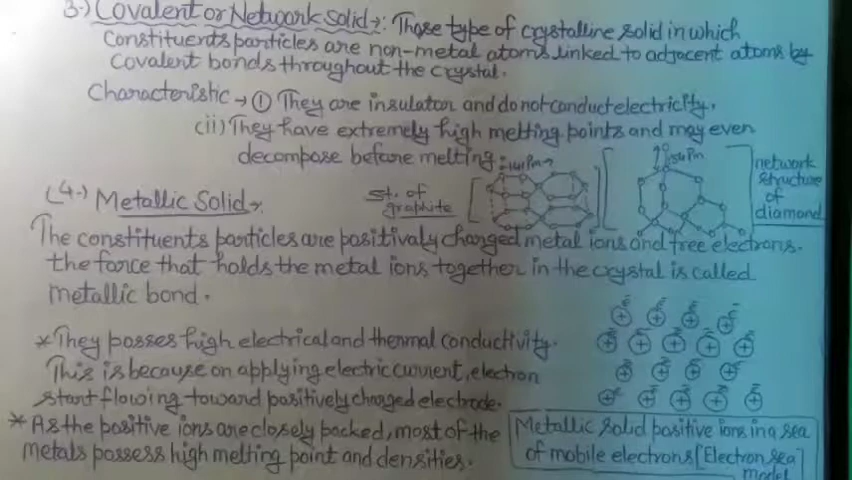 3.) Covalent or Network Solid →: Those type of crystalline solid in which
constituents particles are non-metal atoms linked to adjacent atoms by
covalent bonds throughout the crystal.
Characteristic → ① They are insulator and do not conduct electricity.
(ii) They have extremely high melting points and may even
decompose before melting.
141pm
154pm
network
structure
of
diamond
st. of
graphite
(4.) Metallic Solid →
The constituents particles are positivaly charged metal ions and free electrons.
the force that holds the metal ions together in the crystal is called
metallic bond.
* They posses high electrical and thermal conductivity.
This is because on applying electric current, electron
start flowing toward positively charged electrode.
* As the positive ions are closely packed, most of the
metals possess high melting point and densities.
Metallic solid positive ions in a sea
of mobile electrons [Electron sea]
model